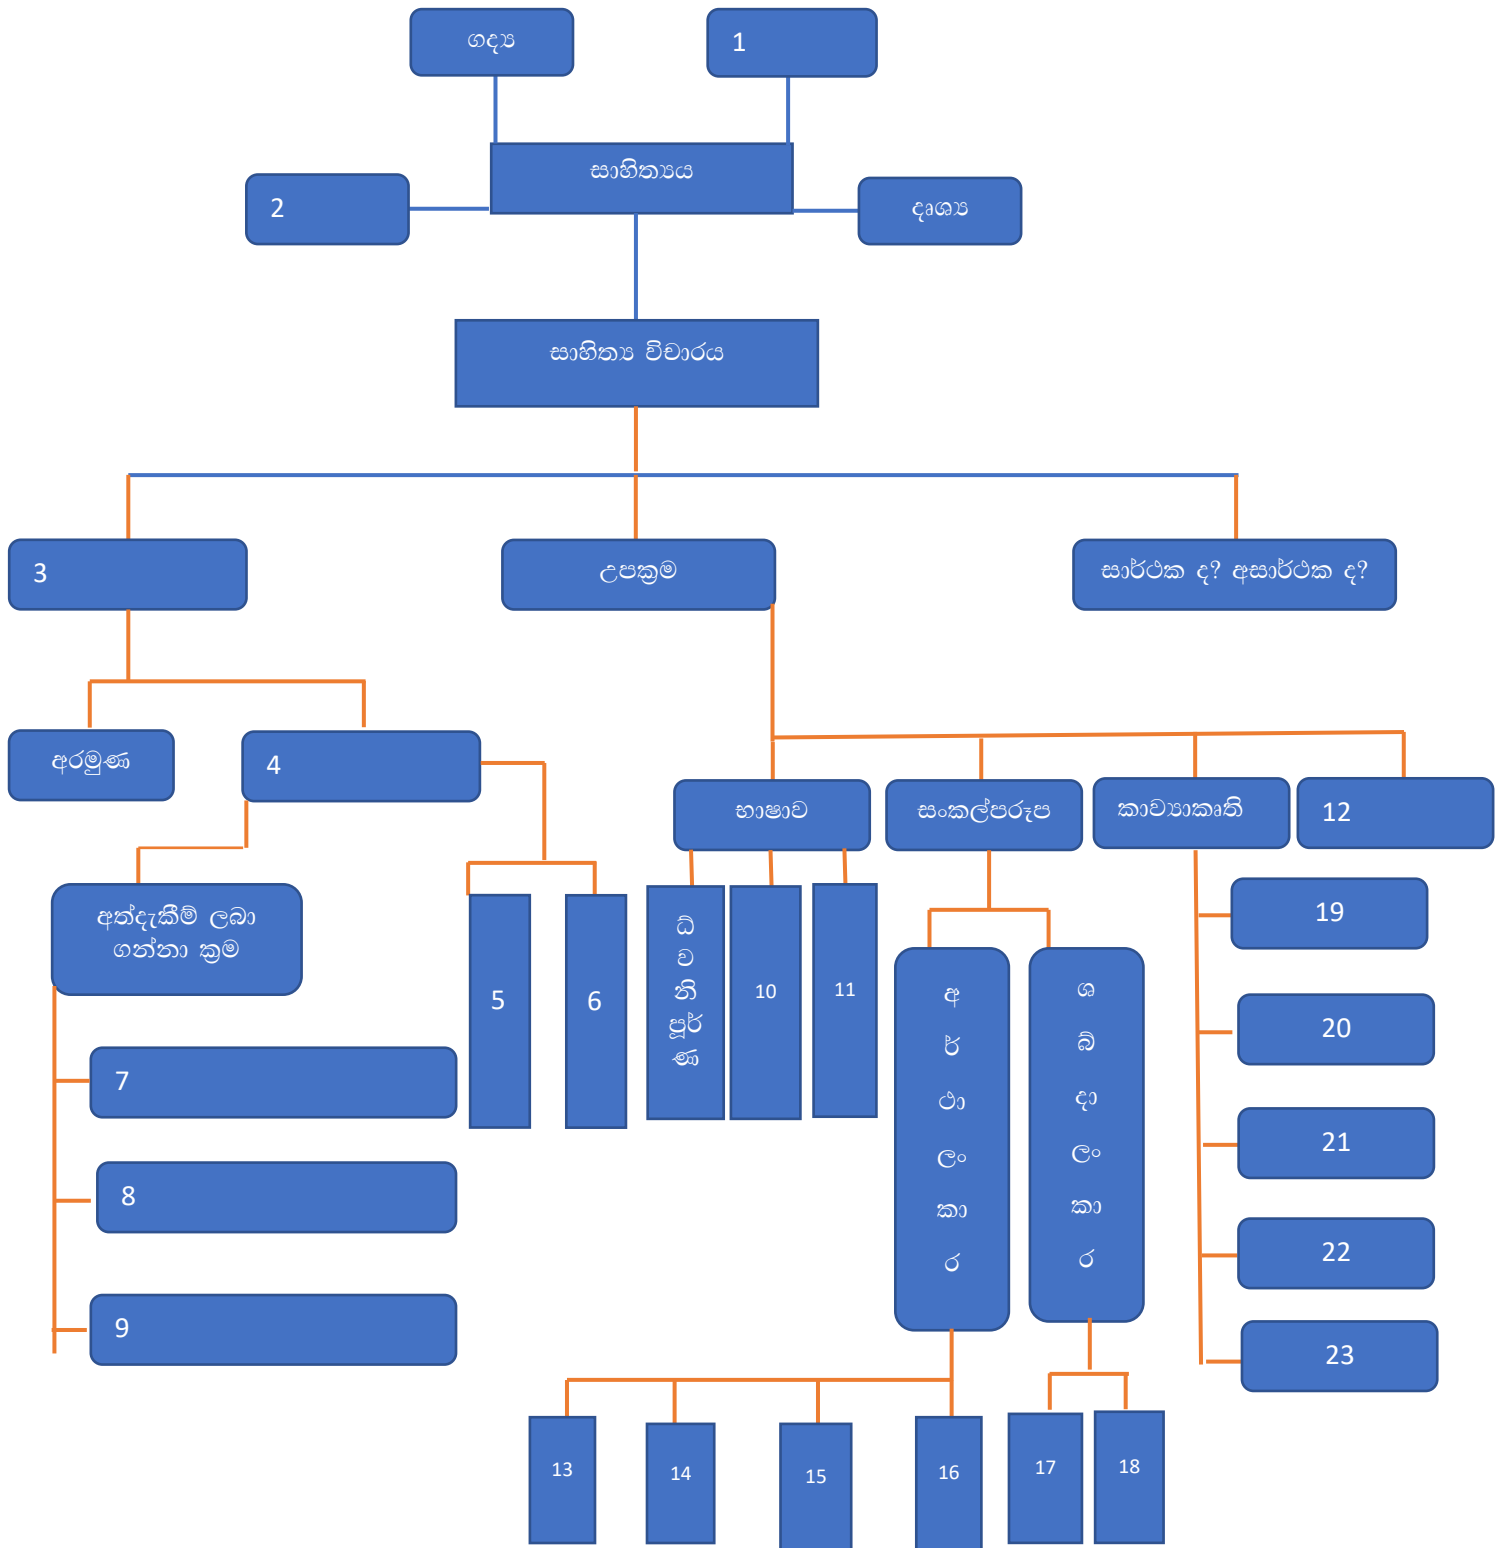 ගද්‍ය
1
සාහිත්‍යය
2
දෘශ්‍ය
සාහිත්‍ය විචාරය
3
උපක්‍රම
සාර්ථක ද? අසාර්ථක ද?
අරමුණ
4
භාෂාව
සංකල්පරූප
කාව්‍යාකෘති
12
අත්දැකීම් ලබා
ගන්නා ක්‍රම
5
6
ධ්
ව
නි
පූර්
ණ
10
11
අ
ර්
ථා
ලං
කා
ර
ශ
බ්
දා
ලං
කා
ර
19
20
21
22
23
7
8
9
13
14
15
16
17
18